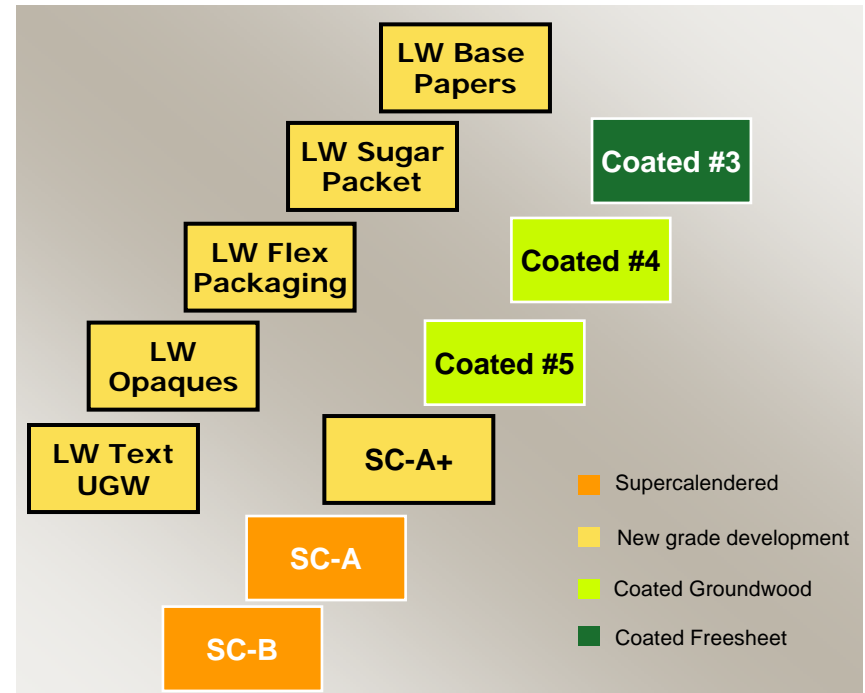 LW Base
Papers
LW Sugar
Packet
Coated #3
LW Flex
Packaging
Coated #4
LW
Opaques
Coated #5
LW Text
UGW
SC-A+
SC-A
SC-B
Supercalendered
New grade development
Coated Groundwood
Coated Freesheet